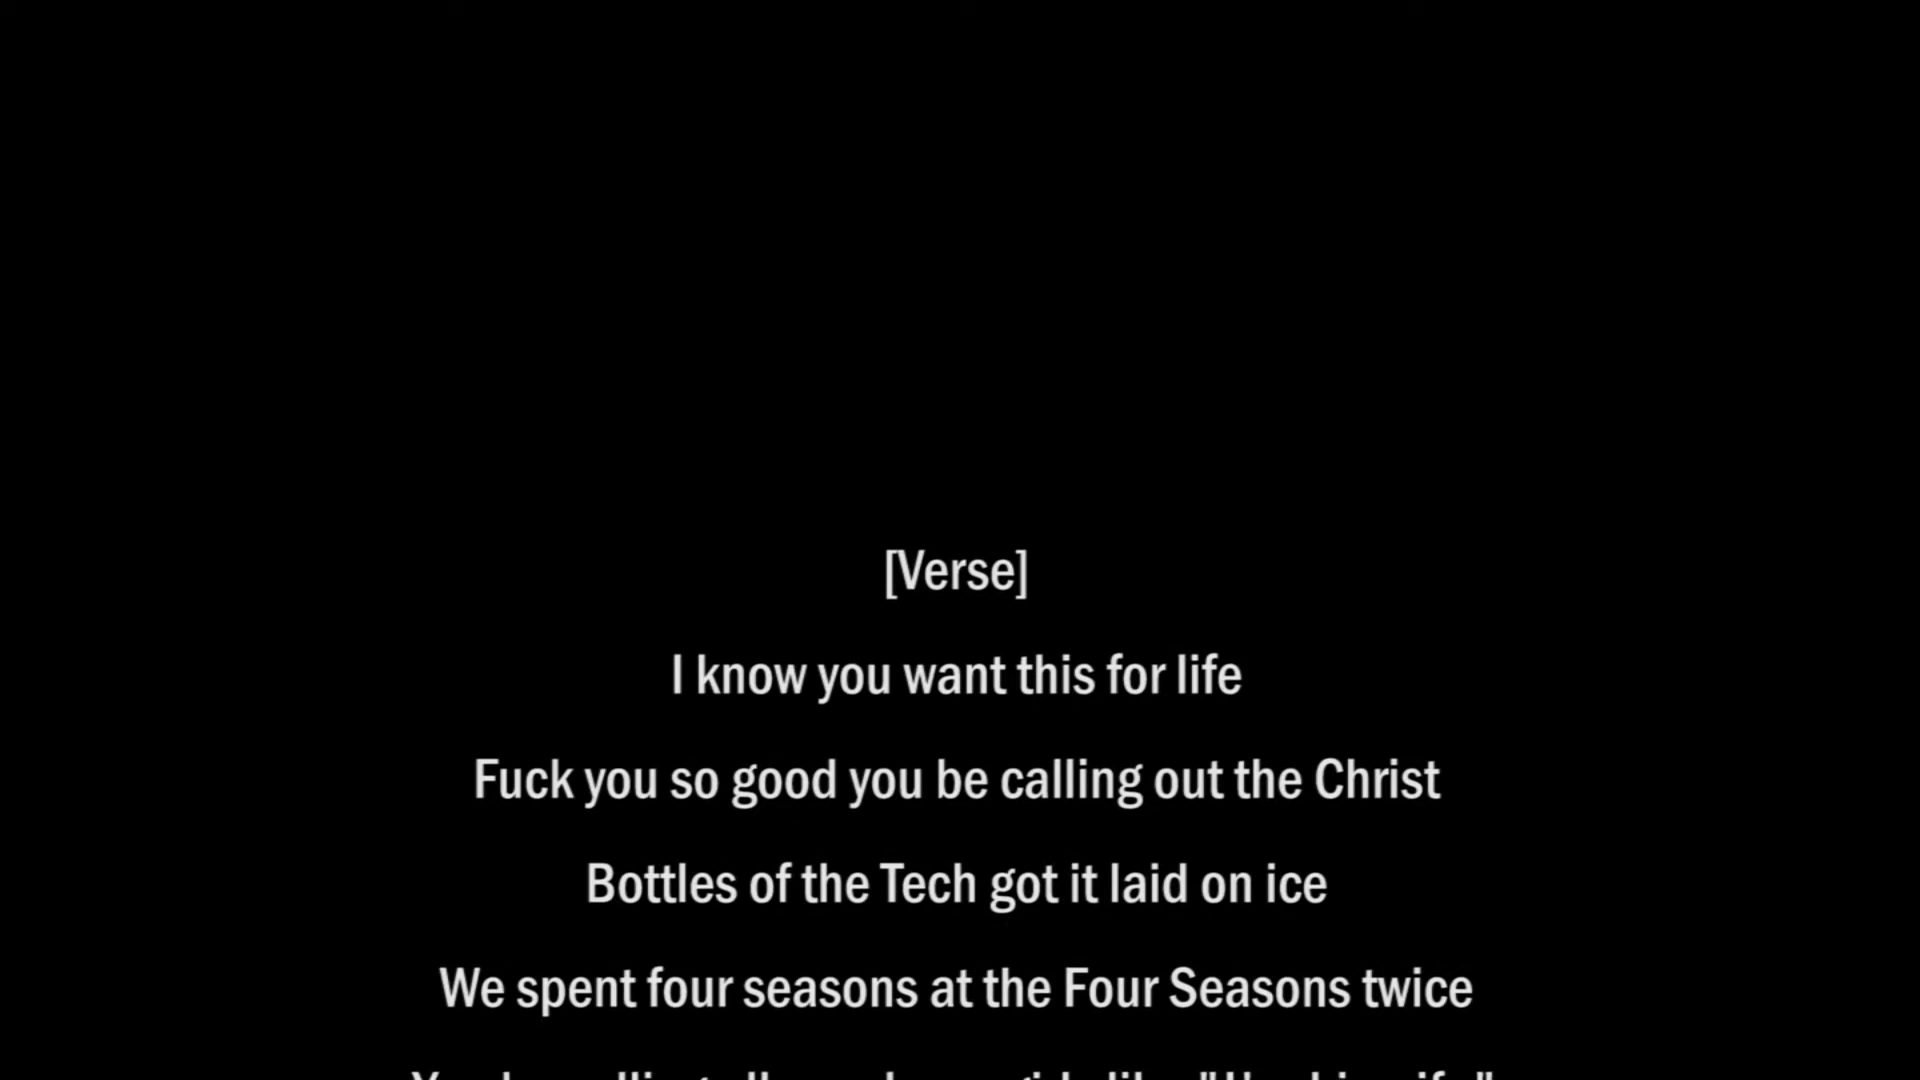 [Verse]
I know you want this for life
Fuck you so good you be calling out the Christ
Bottles of the Tech got it laid on ice
We spent four seasons at the Four Seasons twice